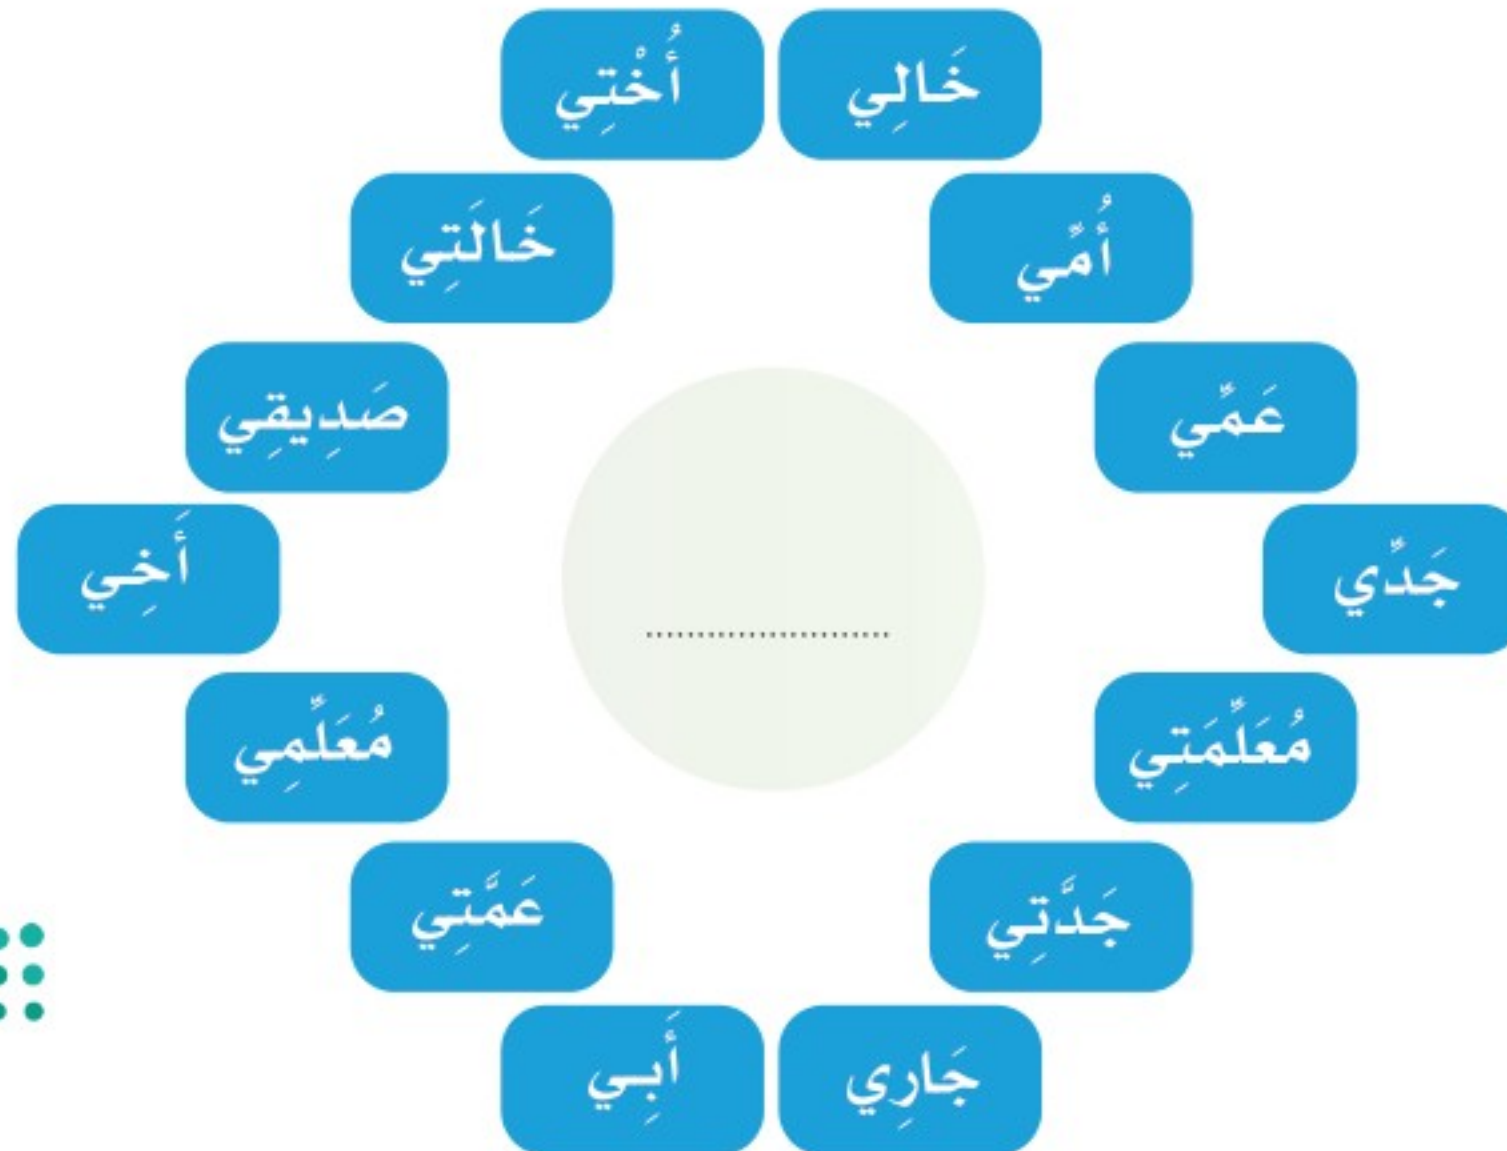 خَالِي
أُخْتِي
أُمِّي
خَالَتِي
عَمِّي
صَدِيقِي
جَدِّي
أَخِي
........................
مُعَلِّمَتِي
مُعَلِّمِي
جَدَّتِي
عَمَّتِي
جَارِي
أَبِي